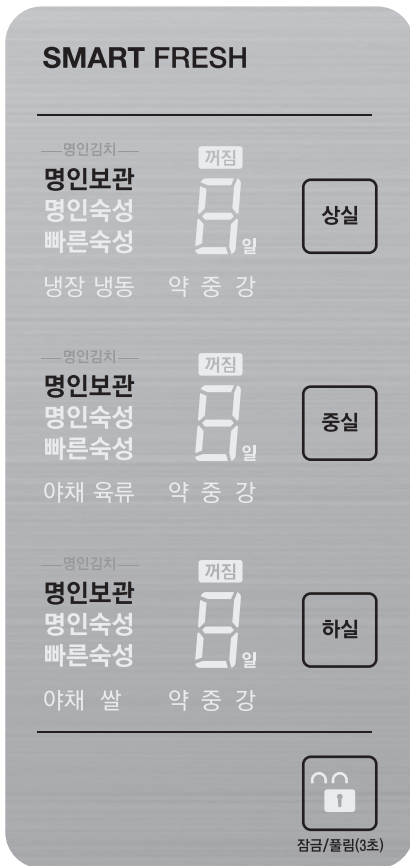 SMART FRESH
명인김치
꺼짐
명인보관
명인숙성
빠른숙성
8일
상실
냉장 냉동 약 중 강
명인김치
꺼짐
명인보관
명인숙성
빠른숙성
8일
중실
야채 육류 약 중 강
명인김치
꺼짐
명인보관
명인숙성
빠른숙성
8일
하실
야채 쌀 약 중 강
잠금/풀림(3초)